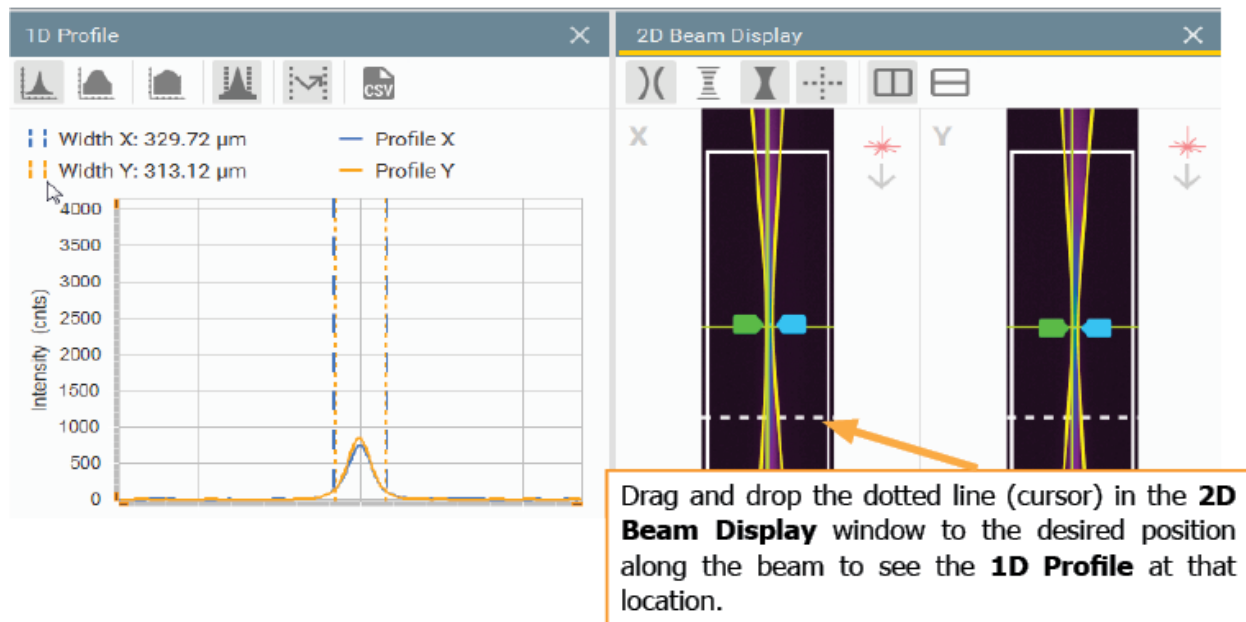 1D Profile
2D Beam Display
CSV
Width X: 329.72 µm
Profile X
Width Y: 313.12 µm
Profile Y
4000
3500
3000
2500
2000
1500
1000
500
0
Intensity (cnts)
X
Y
Drag and drop the dotted line (cursor) in the 2D
Beam Display window to the desired position
along the beam to see the 1D Profile at that
location.